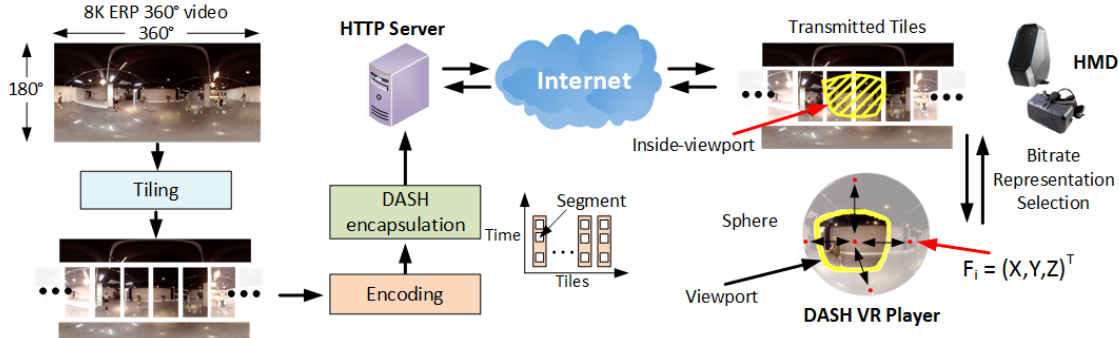 8K ERP 360° video
360°
180°
Tiling
HTTP Server
DASH
encapsulation
Encoding
Segment
Time
Tiles
Internet
Transmitted Tiles
Inside-viewport
HMD
Bitrate
Representation
Selection
Sphere
Viewport
F_i = (X,Y,Z)^T
DASH VR Player